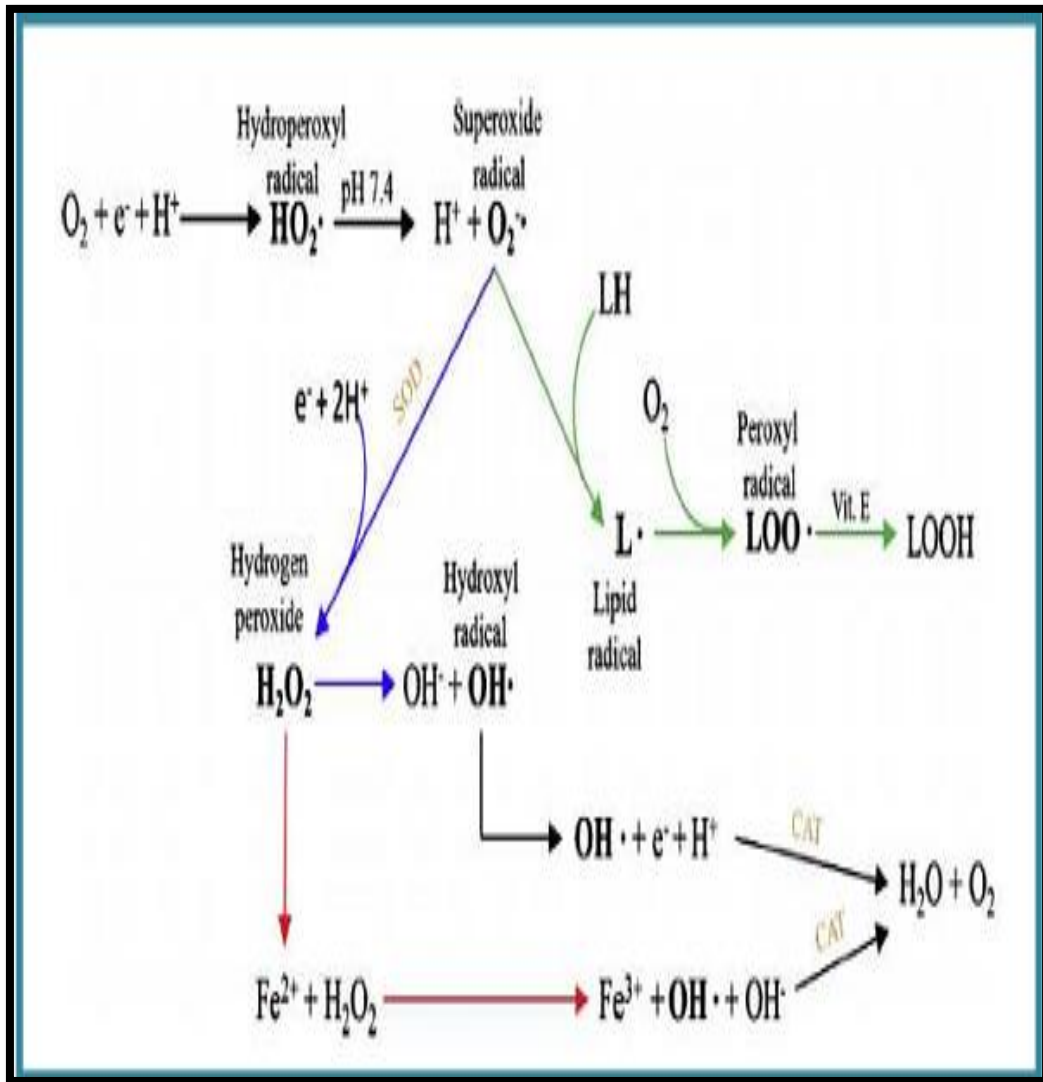 Hydroperoxyl
radical
Superoxide
radical
O₂ + e⁻ + H⁺
HO₂·
pH 7.4
H⁺ + O₂⁻·
LH
e⁻ + 2H⁺
SOD
O₂
Peroxyl
radical
L·
LOO·
Vit. E
LOOH
Lipid
radical
Hydrogen
peroxide
Hydroxyl
radical
H₂O₂
OH⁻ + OH·
OH· + e⁻ + H⁺
CAT
H₂O + O₂
CAT
Fe²⁺ + H₂O₂
Fe³⁺ + OH· + OH⁻